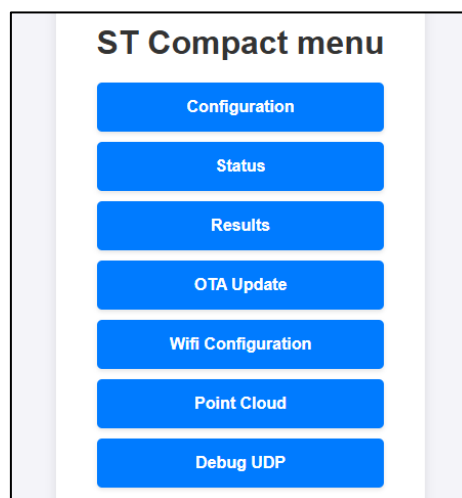 ST Compact menu
Configuration
Status
Results
OTA Update
Wifi Configuration
Point Cloud
Debug UDP